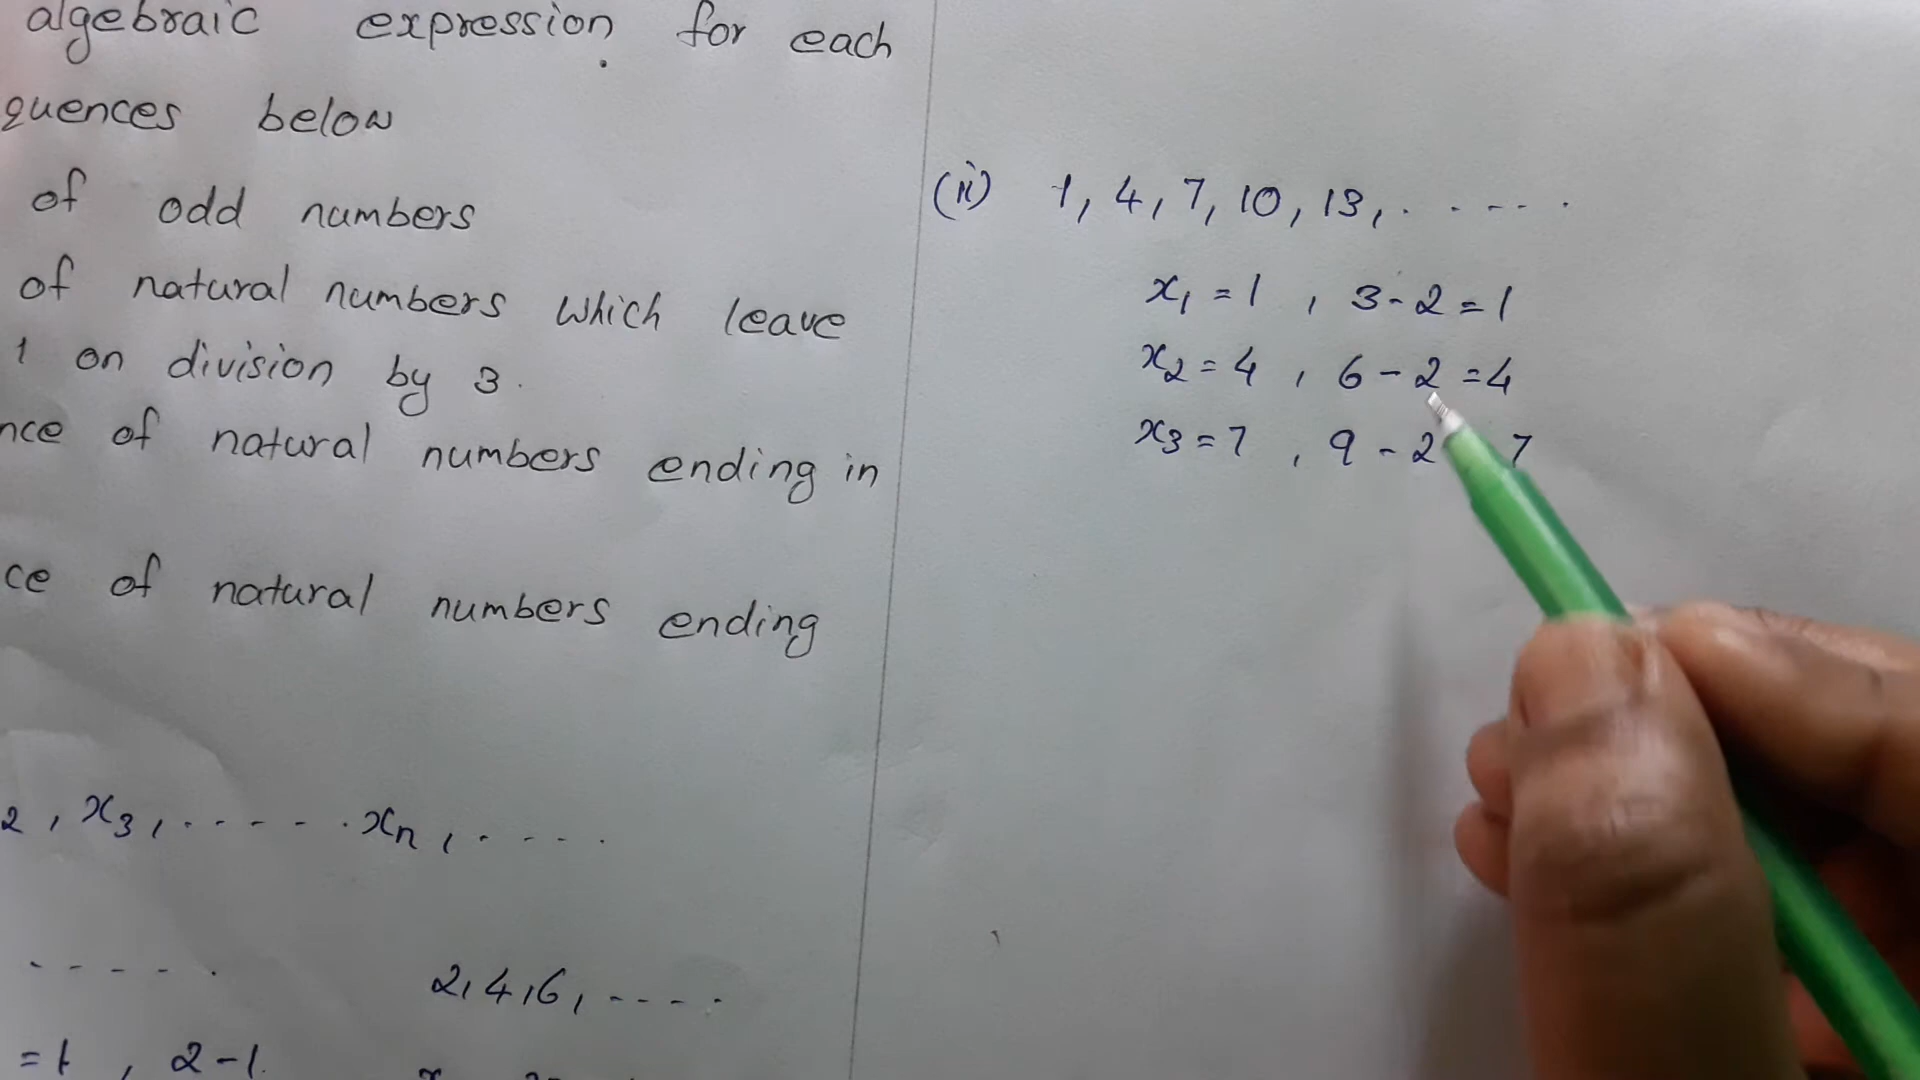 algebraic expression for each
quences below
of odd numbers
of natural numbers which leave
1 on division by 3.
nce of natural numbers ending in
ce of natural numbers ending
2, x3, ..... xn, ....
.....
2, 4, 6, ....
= 1, 2 - 1
(ii) 1, 4, 7, 10, 13, ......
x1 = 1, 3 - 2 = 1
x2 = 4, 6 - 2 = 4
x3 = 7, 9 - 2 7